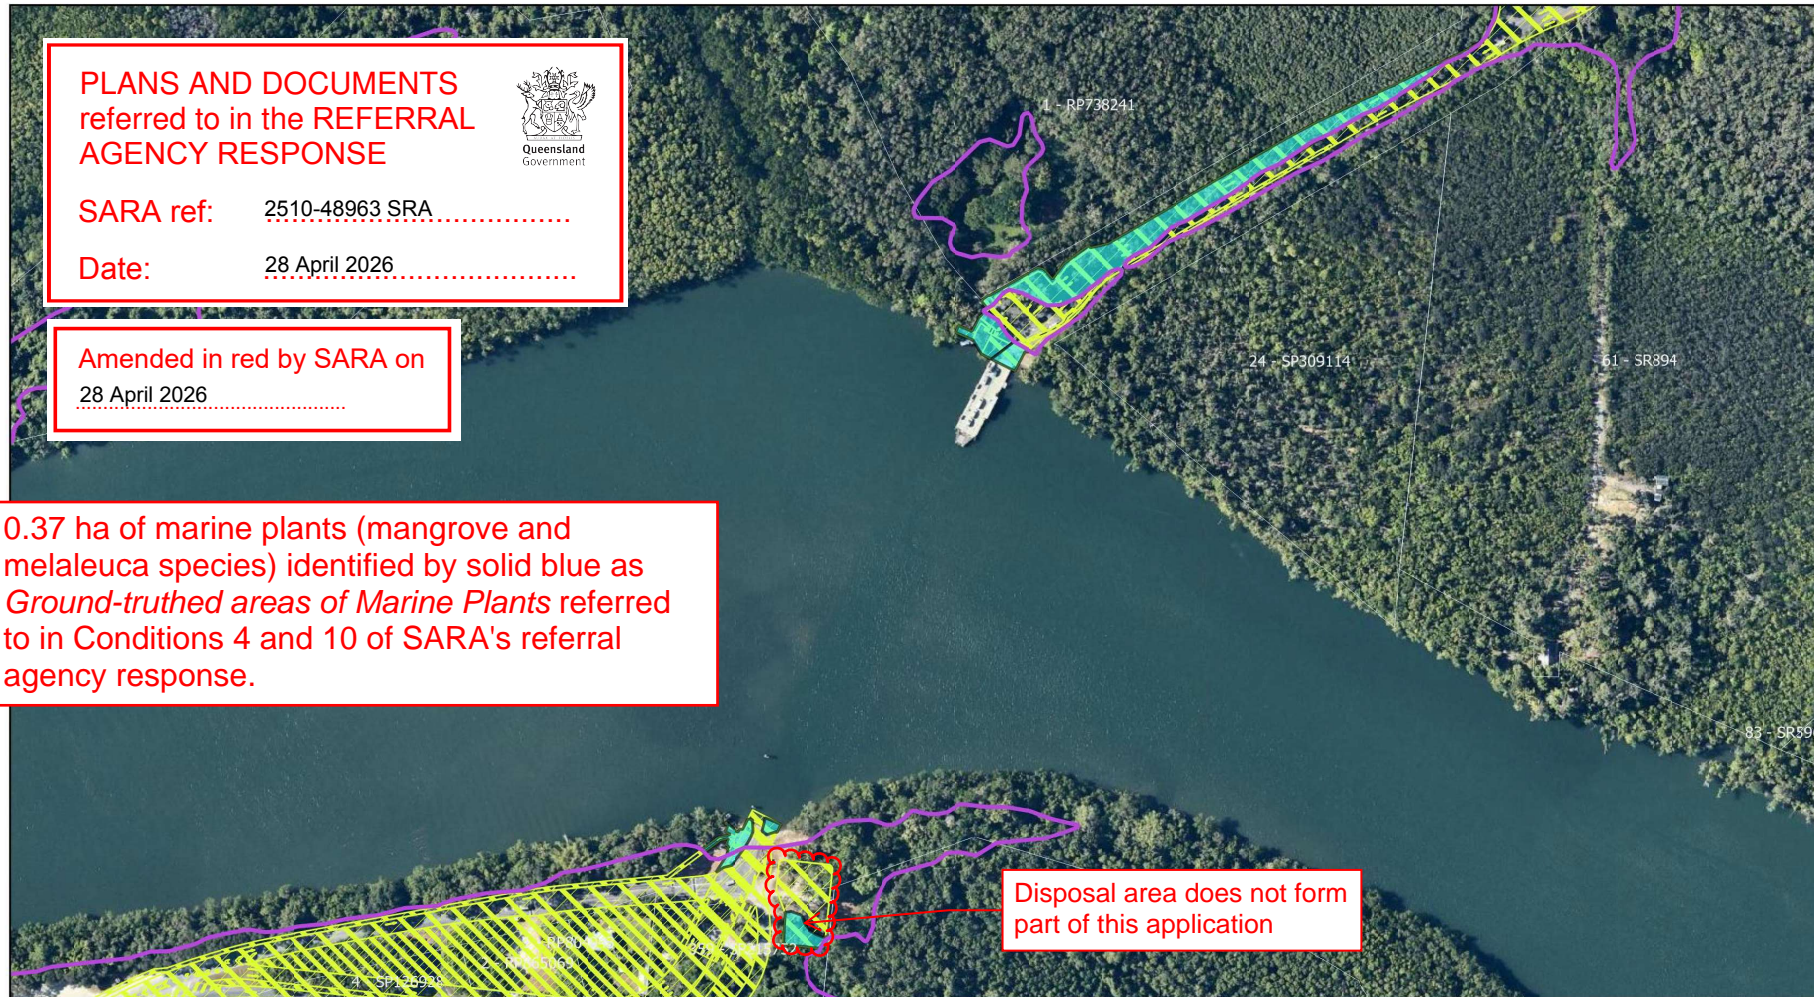 PLANS AND DOCUMENTS
referred to in the REFERRAL
AGENCY RESPONSE
Queensland
Government
SARA ref: 2510-48963 SRA
Date: 28 April 2026
Amended in red by SARA on
28 April 2026
0.37 ha of marine plants (mangrove and
melaleuca species) identified by solid blue as
Ground-truthed areas of Marine Plants referred
to in Conditions 4 and 10 of SARA's referral
agency response.
1 - RP738241
24 - SP309114
61 - SR894
Disposal area does not form
part of this application